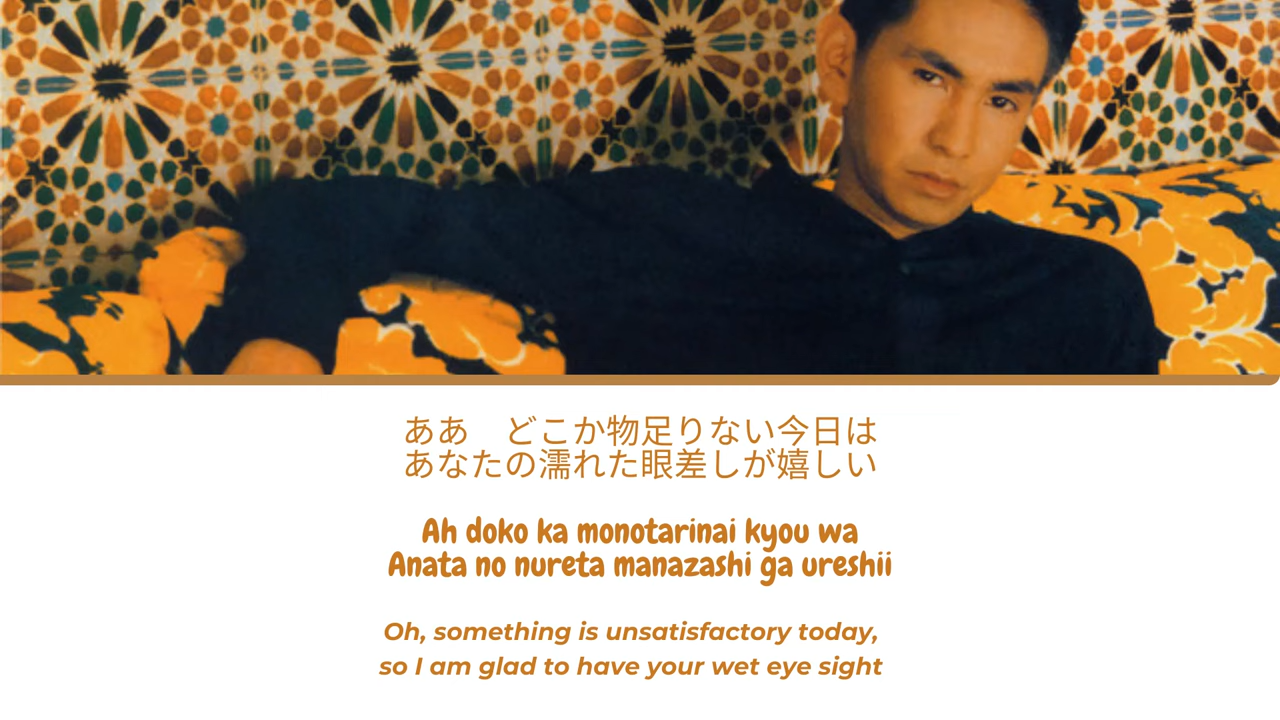 ああ　どこか物足りない今日は
あなたの濡れた眼差しが嬉しい
Ah doko ka monotarinai kyou wa
Anata no nureta manazashi ga ureshii
Oh, something is unsatisfactory today,
so I am glad to have your wet eye sight